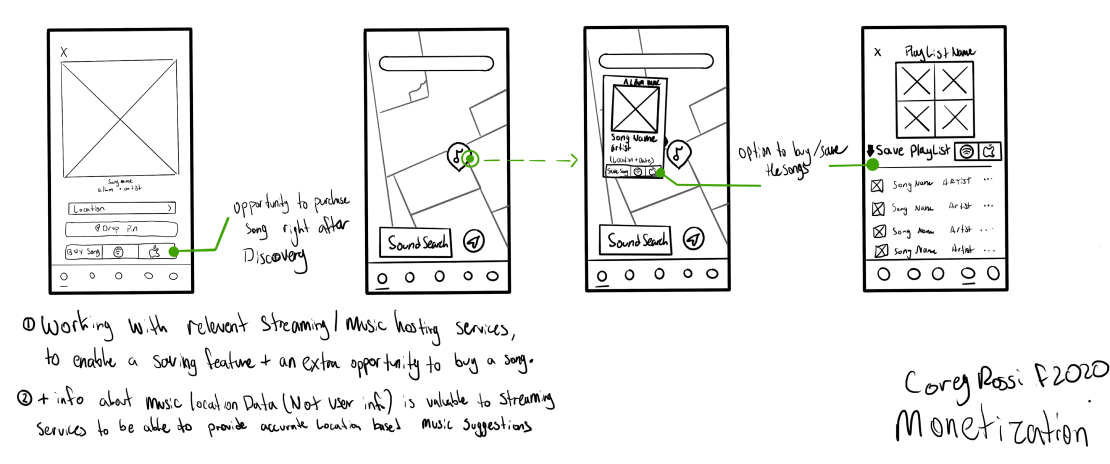 X
Song name
album + artist
Location >
Drop Pin
Buy Song
opportunity to purchase
song right after
Discovery
SoundSearch
Album name
Song Name
Artist
(Location + Date)
Save Song
SoundSearch
option to buy/save
the songs
X PlayList Name
Save PlayList
Song Name Artist ...
Song Name Artist ...
Song Name Artist ...
Song Name Artist ...
① Working with relevent Streaming/Music hosting services,
to enable a saving feature + an extra opportunity to buy a song.
② + info about music location Data (Not user info) is valuable to Streaming
Services to be able to provide accurate Location based music suggestions
Corey Rossi F2020
Monetization